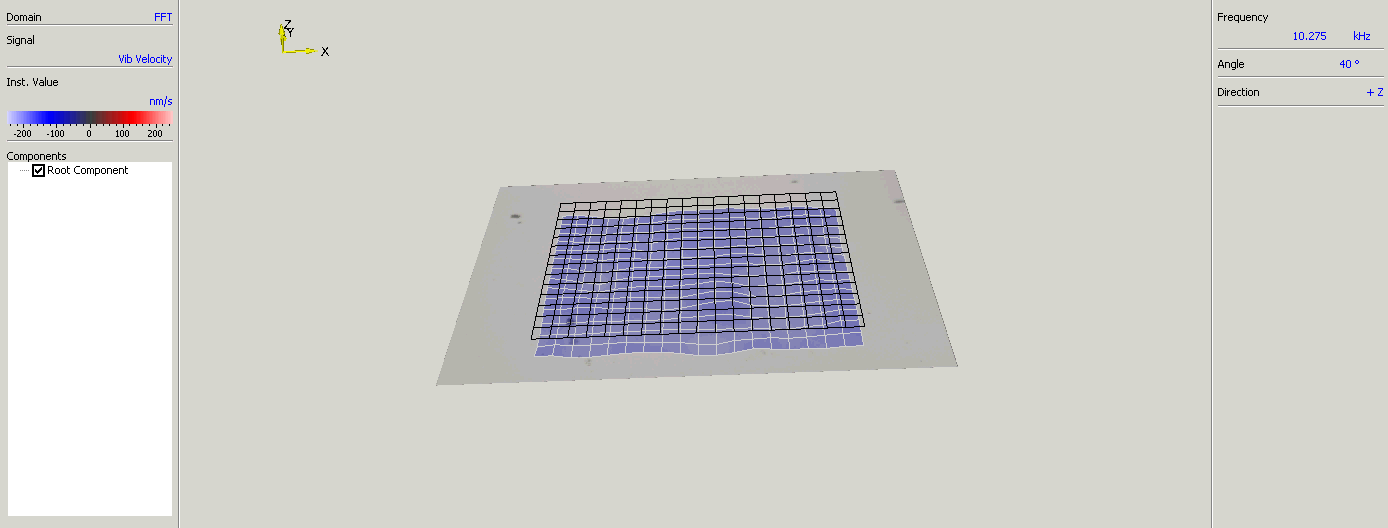 Domain FFT
Signal
Vib Velocity
Inst. Value
nm/s
-200 -100 0 100 200
Components
Root Component
Z
Y
X
Frequency
10.275 kHz
Angle 40 °
Direction + Z